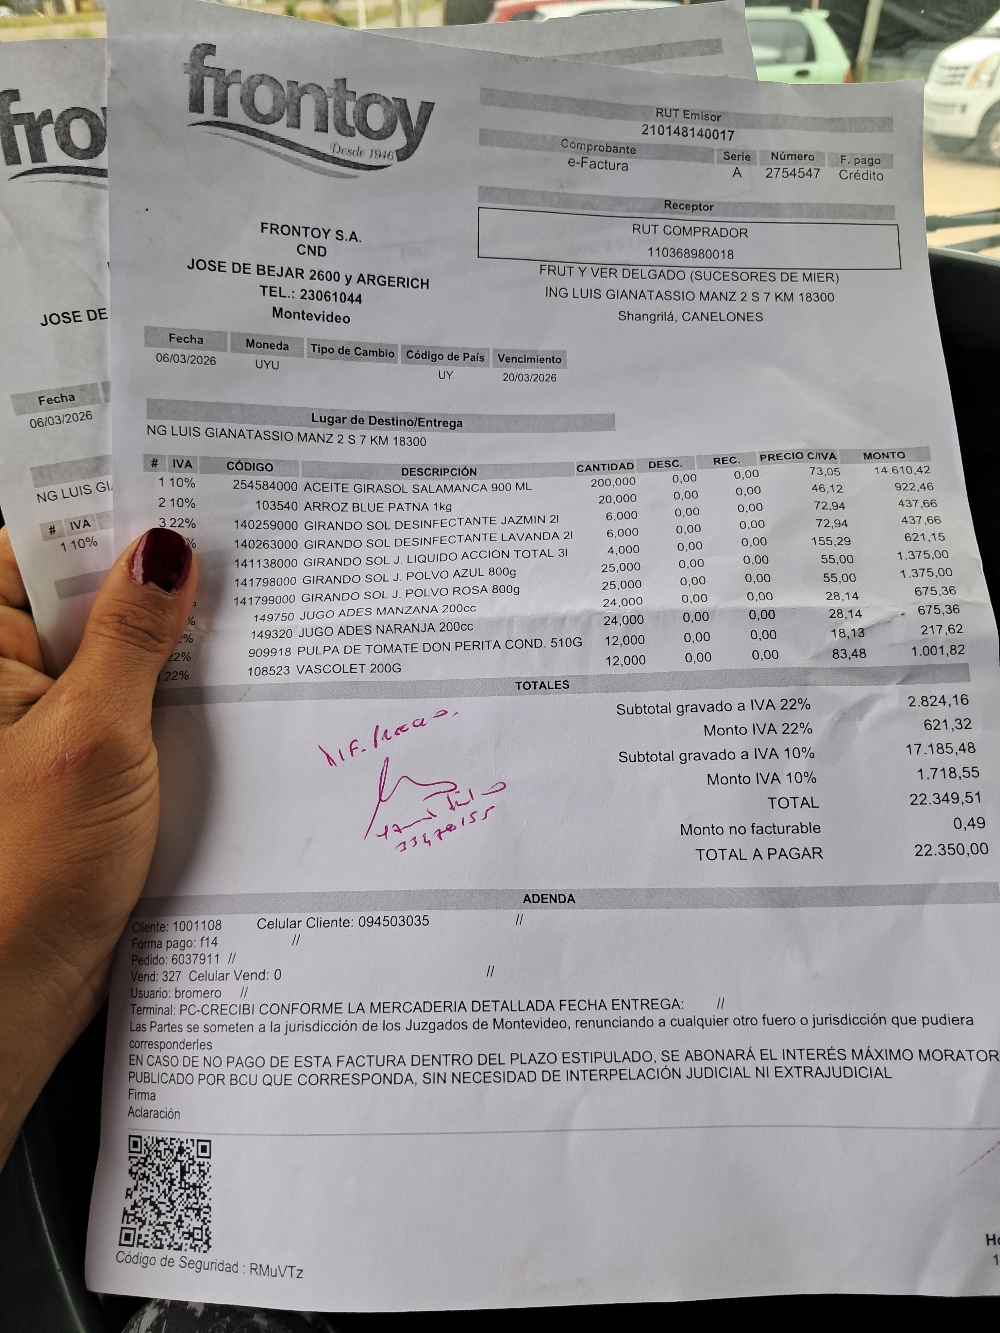 frontoy
Desde 1946
RUT Emisor
210148140017
Comprobante Serie Número F. pago
e-Factura A 2754547 Crédito
Receptor
RUT COMPRADOR
110368980018
FRUT Y VER DELGADO (SUCESORES DE MIER)
ING LUIS GIANATASSIO MANZ 2 S 7 KM 18300
Shangrilá, CANELONES
FRONTOY S.A.
CND
JOSE DE BEJAR 2600 y ARGERICH
TEL.: 23061044
Montevideo
Fecha Moneda Tipo de Cambio Código de País Vencimiento
06/03/2026 UYU UY 20/03/2026
Lugar de Destino/Entrega
NG LUIS GIANATASSIO MANZ 2 S 7 KM 18300
# IVA CÓDIGO DESCRIPCIÓN CANTIDAD DESC. REC. PRECIO C/IVA MONTO
1 10% 254584000 ACEITE GIRASOL SALAMANCA 900 ML 200,000 0,00 0,00 73,05 14.610,42
2 10% 103540 ARROZ BLUE PATNA 1kg 20,000 0,00 0,00 46,12 922,46
3 22% 140259000 GIRANDO SOL DESINFECTANTE JAZMIN 2l 6,000 0,00 0,00 72,94 437,66
140263000 GIRANDO SOL DESINFECTANTE LAVANDA 2l 6,000 0,00 0,00 72,94 437,66
141138000 GIRANDO SOL J. LIQUIDO ACCION TOTAL 3l 4,000 0,00 0,00 155,29 621,15
141798000 GIRANDO SOL J. POLVO AZUL 800g 25,000 0,00 0,00 55,00 1.375,00
141799000 GIRANDO SOL J. POLVO ROSA 800g 25,000 0,00 0,00 55,00 1.375,00
149750 JUGO ADES MANZANA 200cc 24,000 0,00 0,00 28,14 675,36
149320 JUGO ADES NARANJA 200cc 24,000 0,00 0,00 28,14 675,36
22% 909918 PULPA DE TOMATE DON PERITA COND. 510G 12,000 0,00 0,00 18,13 217,62
22% 108523 VASCOLET 200G 12,000 0,00 0,00 83,48 1.001,82
TOTALES
Subtotal gravado a IVA 22% 2.824,16
Monto IVA 22% 621,32
Subtotal gravado a IVA 10% 17.185,48
Monto IVA 10% 1.718,55
TOTAL 22.349,51
Monto no facturable 0,49
TOTAL A PAGAR 22.350,00
ADENDA
Cliente: 1001108 Celular Cliente: 094503035 //
Forma pago: f14 //
Pedido: 6037911 //
Vend: 327 Celular Vend: 0 //
Usuario: bromero //
Terminal: PC-CRECIBI CONFORME LA MERCADERIA DETALLADA FECHA ENTREGA: //
Las Partes se someten a la jurisdicción de los Juzgados de Montevideo, renunciando a cualquier otro fuero o jurisdicción que pudiera
corresponderles
EN CASO DE NO PAGO DE ESTA FACTURA DENTRO DEL PLAZO ESTIPULADO, SE ABONARÁ EL INTERÉS MÁXIMO MORATOR
PUBLICADO POR BCU QUE CORRESPONDA, SIN NECESIDAD DE INTERPELACIÓN JUDICIAL NI EXTRAJUDICIAL
Firma
Aclaración
Código de Seguridad : RMuVTz
fro
JOSE DE
Fecha
06/03/2026
NG LUIS GI
# IVA
1 10%